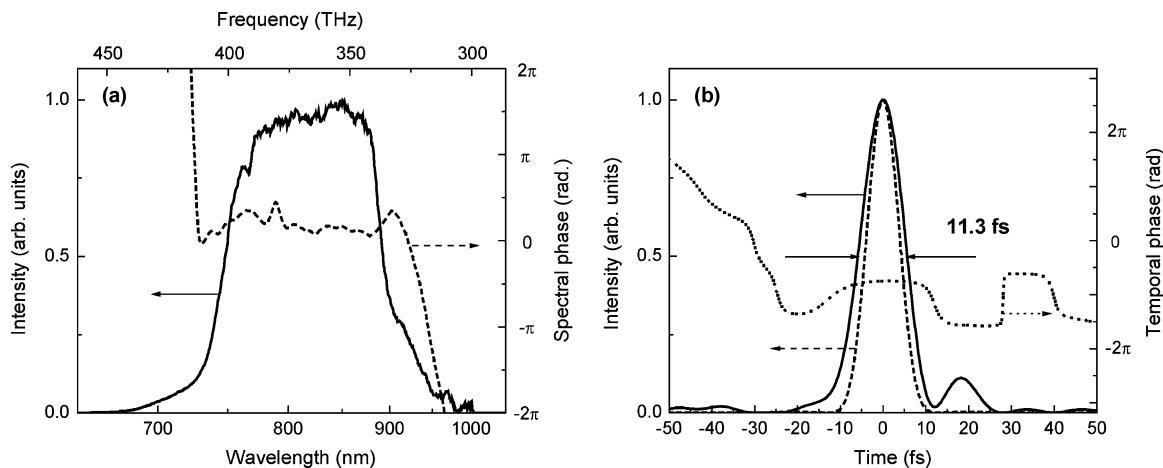 Frequency (THz)
450 400 350 300
(a)
1.0
0.5
0.0
Intensity (arb. units)
2π
π
0
-π
-2π
Spectral phase (rad.)
700 800 900 1000
Wavelength (nm)
(b)
1.0
0.5
0.0
Intensity (arb. units)
11.3 fs
2π
0
-2π
Temporal phase (rad)
-50 -40 -30 -20 -10 0 10 20 30 40 50
Time (fs)